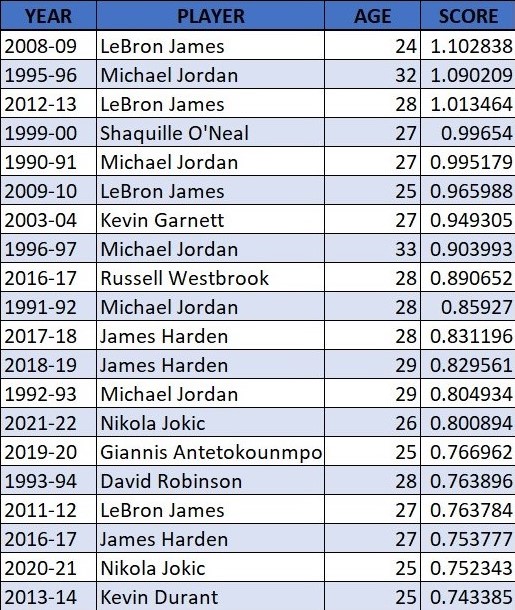 YEAR PLAYER AGE SCORE
2008-09 LeBron James 24 1.102838
1995-96 Michael Jordan 32 1.090209
2012-13 LeBron James 28 1.013464
1999-00 Shaquille O'Neal 27 0.99654
1990-91 Michael Jordan 27 0.995179
2009-10 LeBron James 25 0.965988
2003-04 Kevin Garnett 27 0.949305
1996-97 Michael Jordan 33 0.903993
2016-17 Russell Westbrook 28 0.890652
1991-92 Michael Jordan 28 0.85927
2017-18 James Harden 28 0.831196
2018-19 James Harden 29 0.829561
1992-93 Michael Jordan 29 0.804934
2021-22 Nikola Jokic 26 0.800894
2019-20 Giannis Antetokounmpo 25 0.766962
1993-94 David Robinson 28 0.763896
2011-12 LeBron James 27 0.763784
2016-17 James Harden 27 0.753777
2020-21 Nikola Jokic 25 0.752343
2013-14 Kevin Durant 25 0.743385